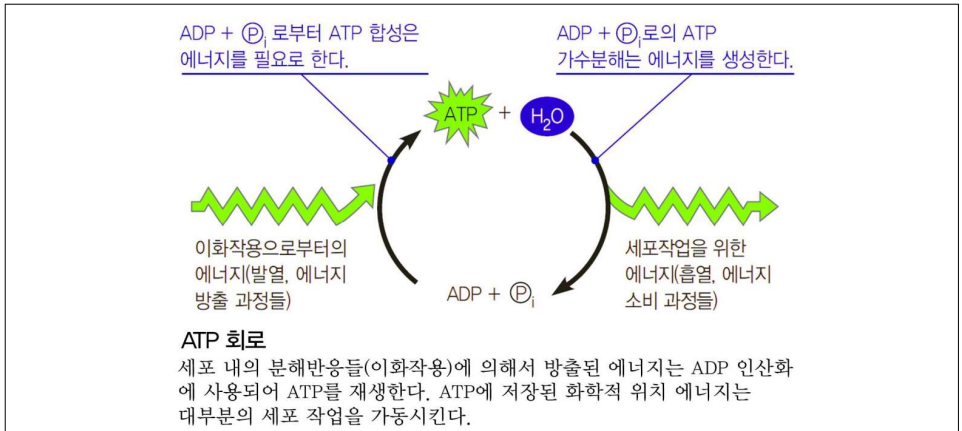 ADP + Ⓟi 로부터 ATP 합성은
에너지를 필요로 한다.
ADP + Ⓟi로의 ATP
가수분해는 에너지를 생성한다.
ATP + H₂O
이화작용으로부터의
에너지(발열, 에너지
방출 과정들)
세포작업을 위한
에너지(흡열, 에너지
소비 과정들)
ADP + Ⓟi
ATP 회로
세포 내의 분해반응들(이화작용)에 의해서 방출된 에너지는 ADP 인산화
에 사용되어 ATP를 재생한다. ATP에 저장된 화학적 위치 에너지는
대부분의 세포 작업을 가동시킨다.